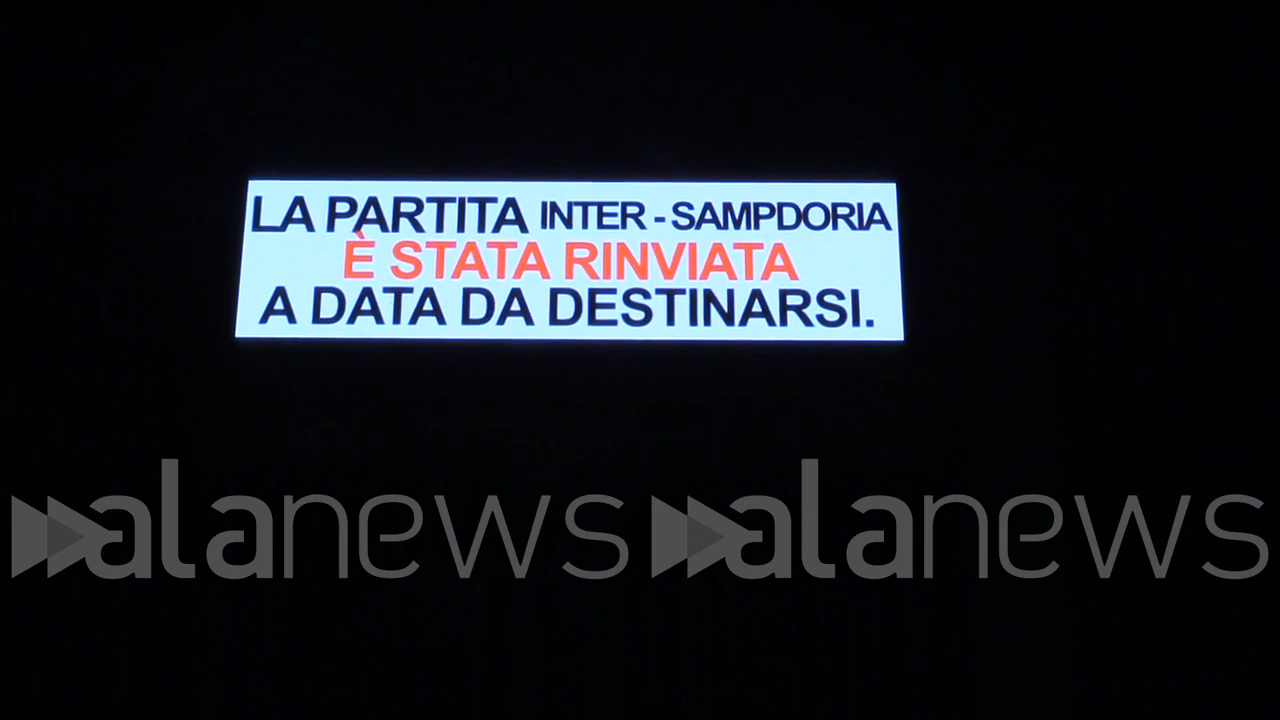 LA PARTITA INTER - SAMPDORIA
È STATA RINVIATA
A DATA DA DESTINARSI.
alanews alanews